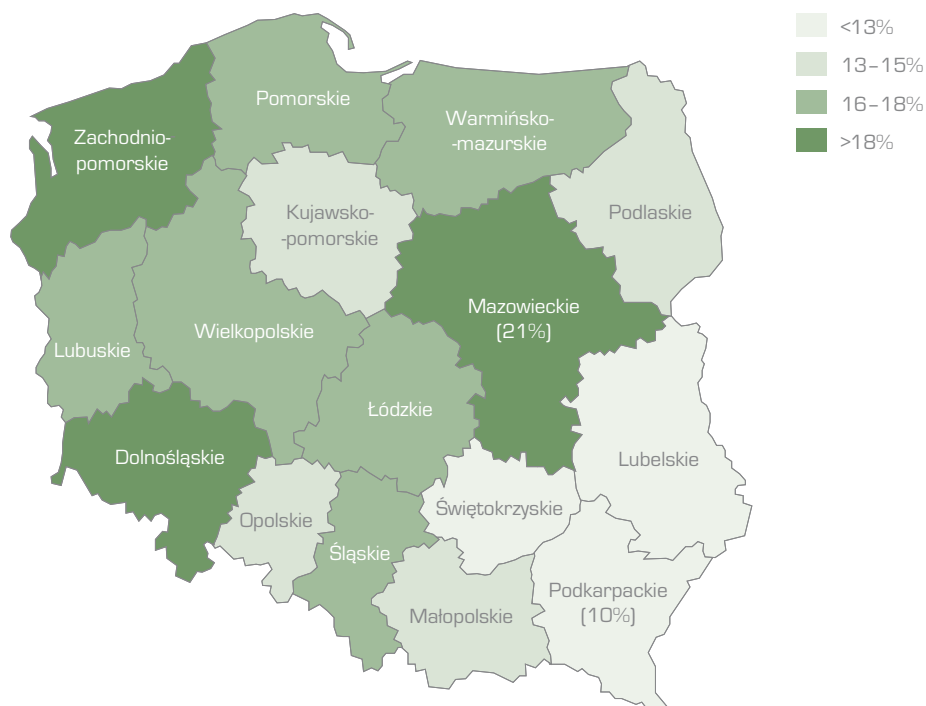 <13%
13–15%
16–18%
>18%
Pomorskie
Zachodnio-
pomorskie
Warmińsko-
-mazurskie
Kujawsko-
-pomorskie
Podlaskie
Mazowieckie
(21%)
Wielkopolskie
Lubuskie
Łódzkie
Dolnośląskie
Lubelskie
Opolskie
Świętokrzyskie
Śląskie
Podkarpackie
(10%)
Małopolskie